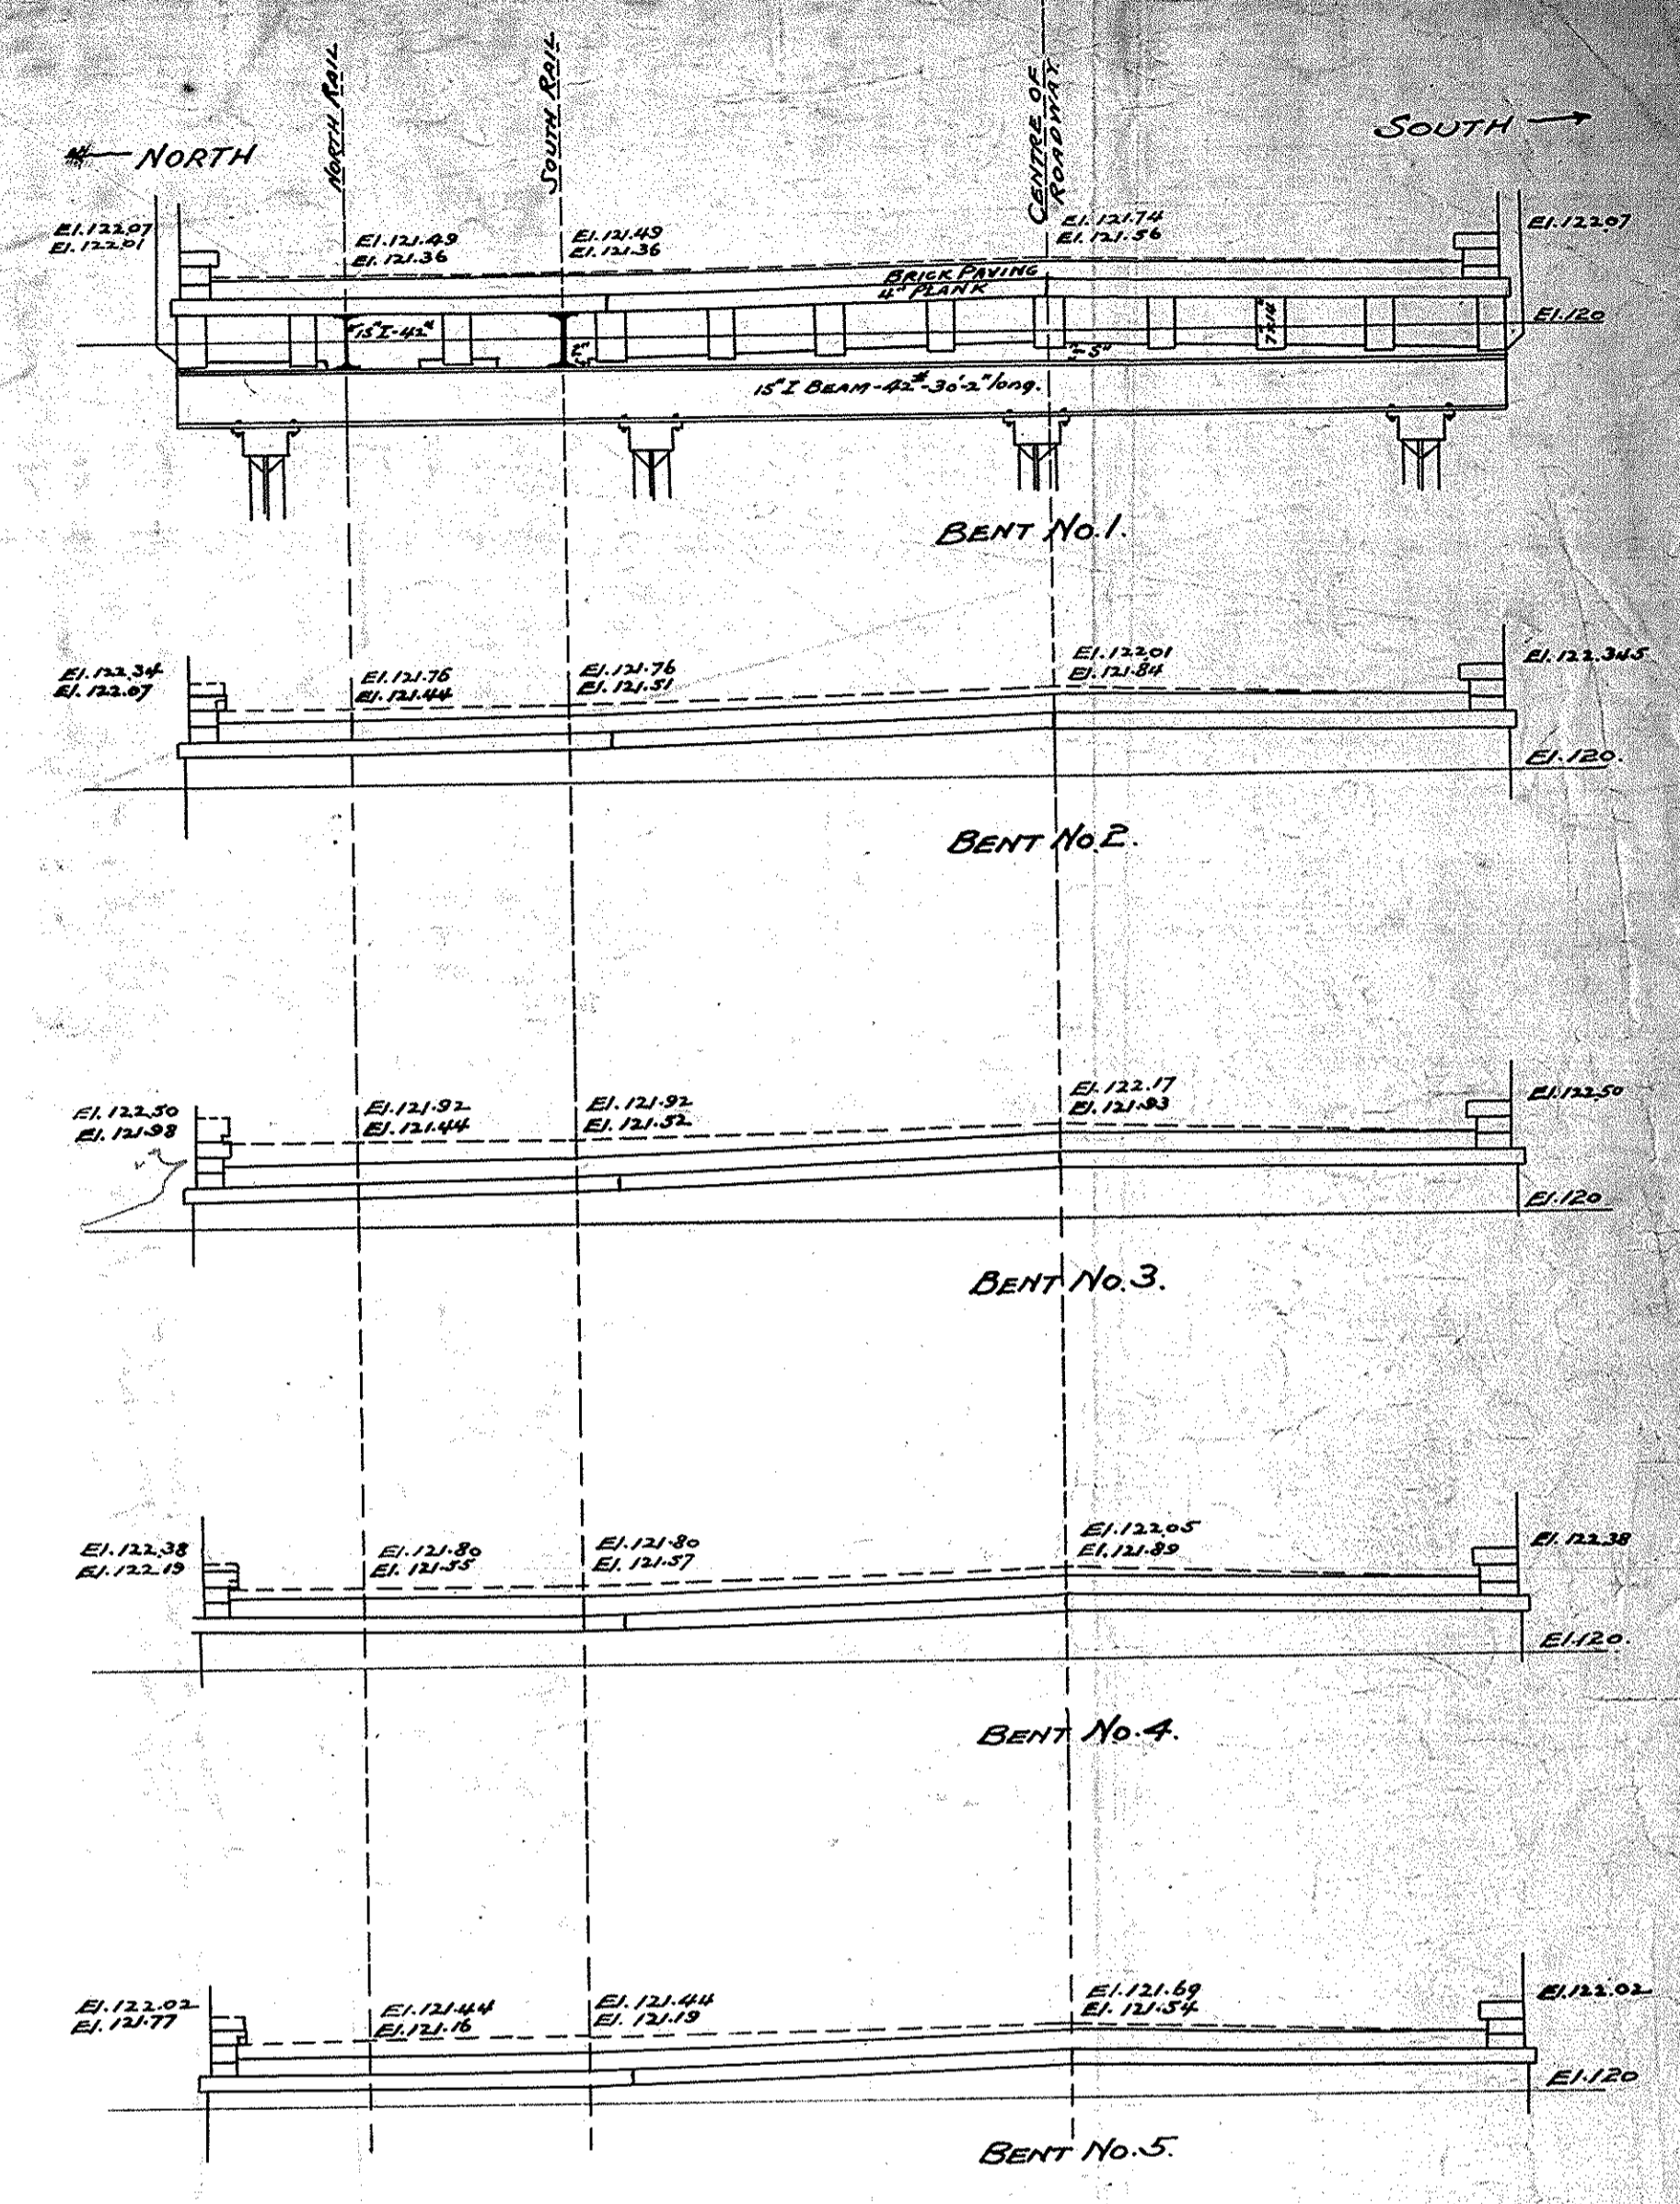 NORTH RAIL
SOUTH RAIL
CENTRE OF
ROADWAY
← NORTH
SOUTH →
El. 122.07
El. 122.01
El. 121.49
El. 121.36
El. 121.49
El. 121.36
El. 121.74
El. 121.56
El. 122.07
BRICK PAVING
4" PLANK
15" I-42#
2"
2-5"
7"x14"
El. 120
15" I BEAM-42#-30'-2" long.
BENT No. 1.
El. 122.34
El. 122.07
El. 121.76
El. 121.44
El. 121.76
El. 121.51
El. 122.01
El. 121.84
El. 122.345
El. 120.
BENT No. 2.
El. 122.50
El. 121.98
El. 121.92
El. 121.44
El. 121.92
El. 121.52
El. 122.17
El. 121.93
El. 122.50
El. 120
BENT No. 3.
El. 122.38
El. 122.19
El. 121.80
El. 121.55
El. 121.80
El. 121.57
El. 122.05
El. 121.89
El. 122.38
El. 120.
BENT No. 4.
El. 122.02
El. 121.77
El. 121.44
El. 121.16
El. 121.44
El. 121.19
El. 121.69
El. 121.54
El. 122.02
El. 120
BENT No. 5.